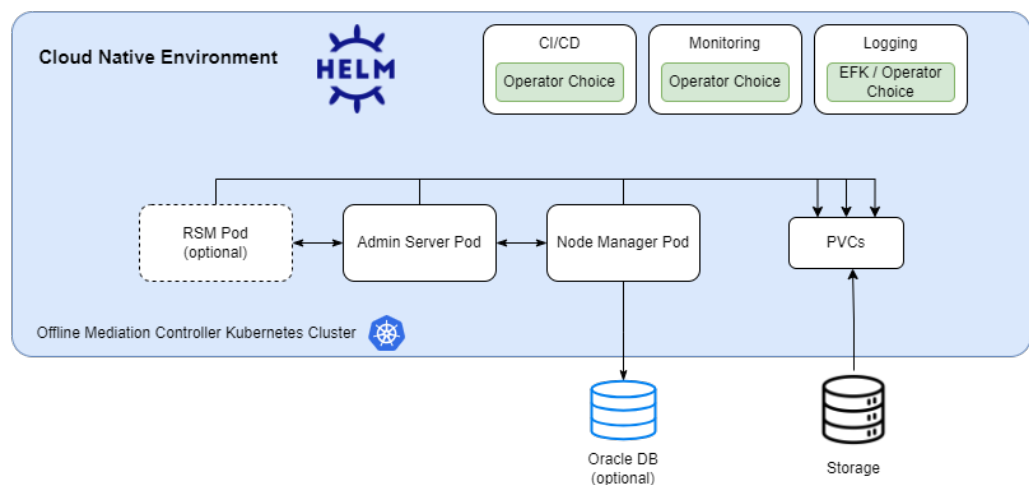 Cloud Native Environment
HELM
CI/CD
Operator Choice
Monitoring
Operator Choice
Logging
EFK / Operator
Choice
RSM Pod
(optional)
Admin Server Pod
Node Manager Pod
PVCs
Offline Mediation Controller Kubernetes Cluster
Oracle DB
(optional)
Storage